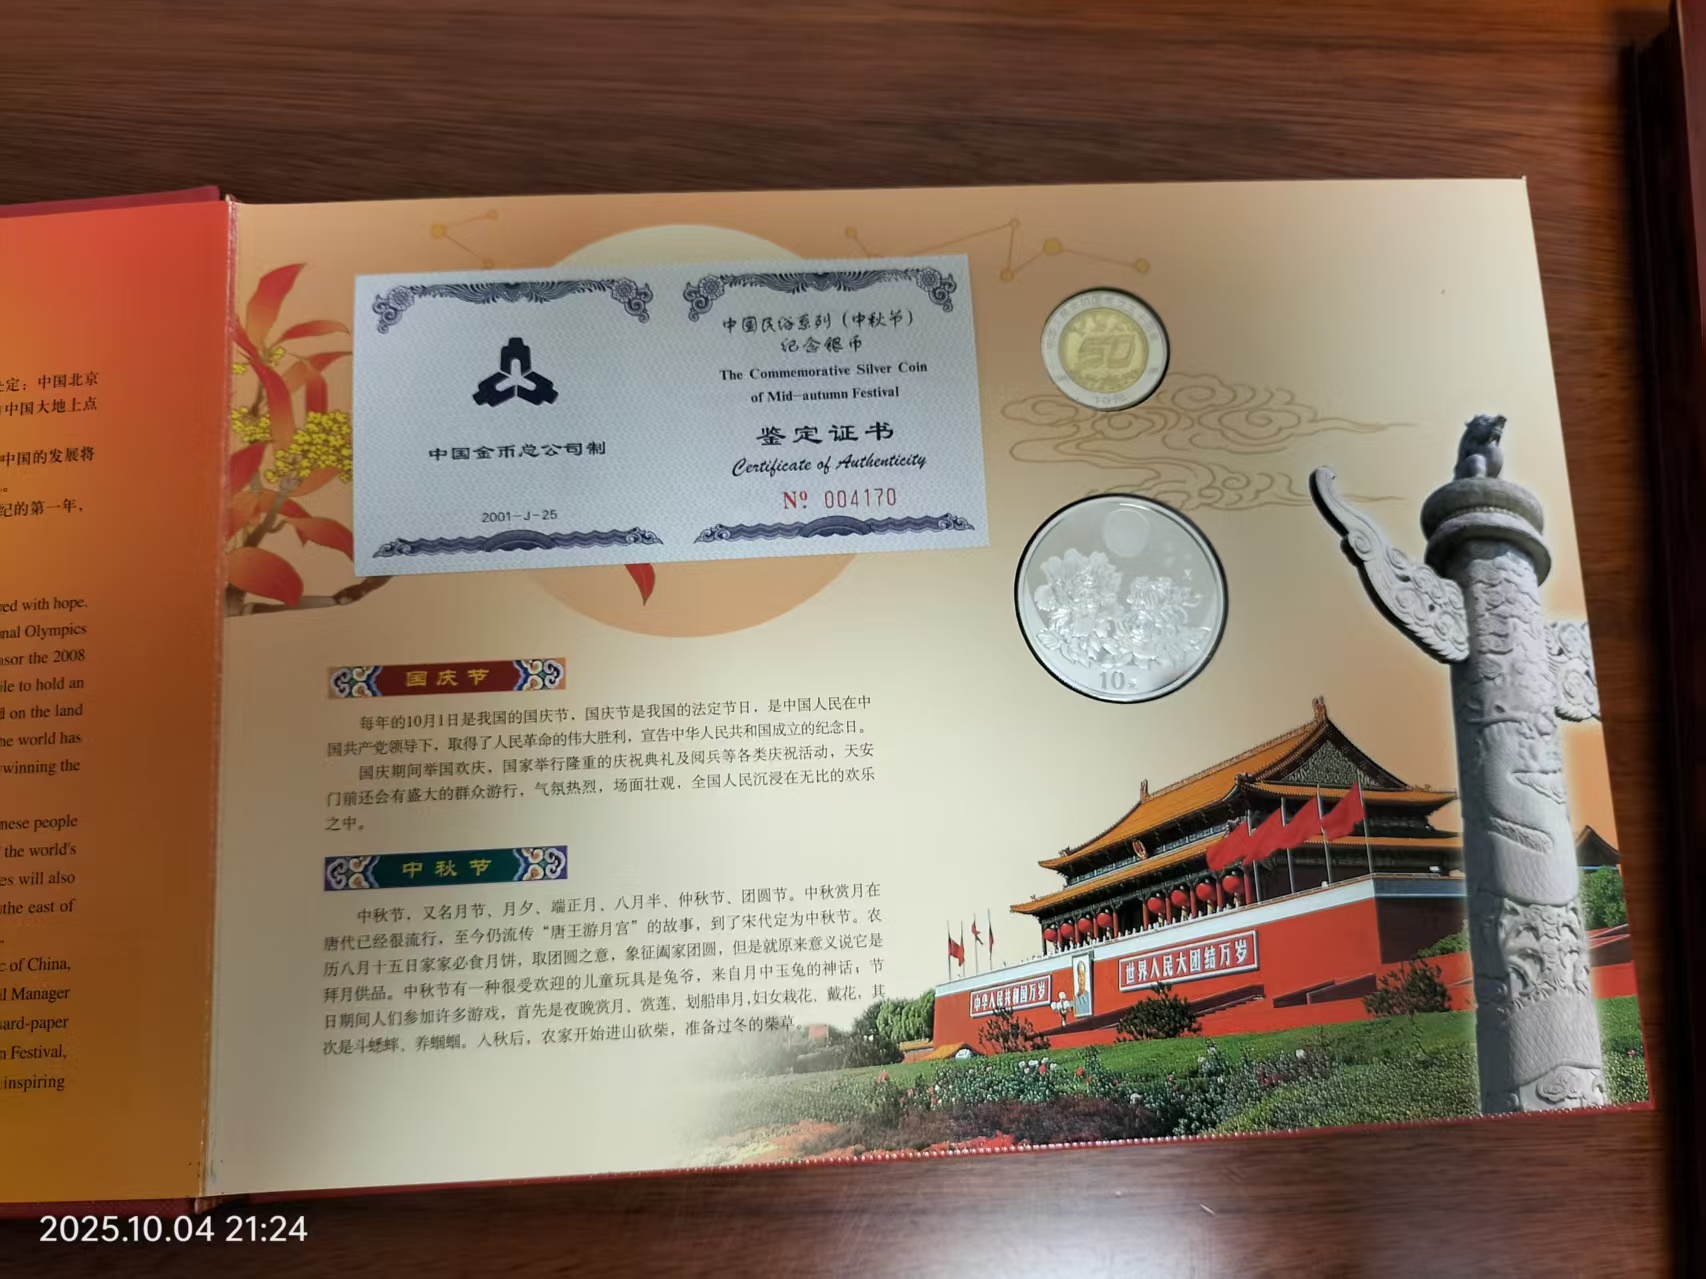 定：中国北京
中国大地上点
中国的发展将
。
纪的第一年，
ed with hope.
nal Olympics
nsor the 2008
le to hold an
d on the land
he world has
winning the
nese people
the world's
es will also
the east of
c of China,
l Manager
ard-paper
n Festival,
inspiring
中国金币总公司制
2001-J-25
中国民俗系列（中秋节）
纪念银币
The Commemorative Silver Coin
of Mid-autumn Festival
鉴定证书
Certificate of Authenticity
Nº 004170
50
10元
10元
国庆节
每年的10月1日是我国的国庆节，国庆节是我国的法定节日，是中国人民在中
国共产党领导下，取得了人民革命的伟大胜利，宣告中华人民共和国成立的纪念日。
国庆期间举国欢庆，国家举行隆重的庆祝典礼及阅兵等各类庆祝活动，天安
门前还会有盛大的群众游行，气氛热烈，场面壮观，全国人民沉浸在无比的欢乐
之中。
中秋节
中秋节，又名月节、月夕、端正月、八月半、仲秋节、团圆节。中秋赏月在
唐代已经很流行，至今仍流传“唐王游月宫”的故事，到了宋代定为中秋节。农
历八月十五日家家必食月饼，取团圆之意，象征阖家团圆，但是就原来意义说它是
拜月供品。中秋节有一种很受欢迎的儿童玩具是兔爷，来自月中玉兔的神话；节
日期间人们参加许多游戏，首先是夜晚赏月、赏莲、划船串月,妇女栽花、戴花，其
次是斗蟋蟀、养蝈蝈。入秋后，农家开始进山砍柴，准备过冬的柴草。
中华人民共和国万岁
世界人民大团结万岁
2025.10.04 21:24